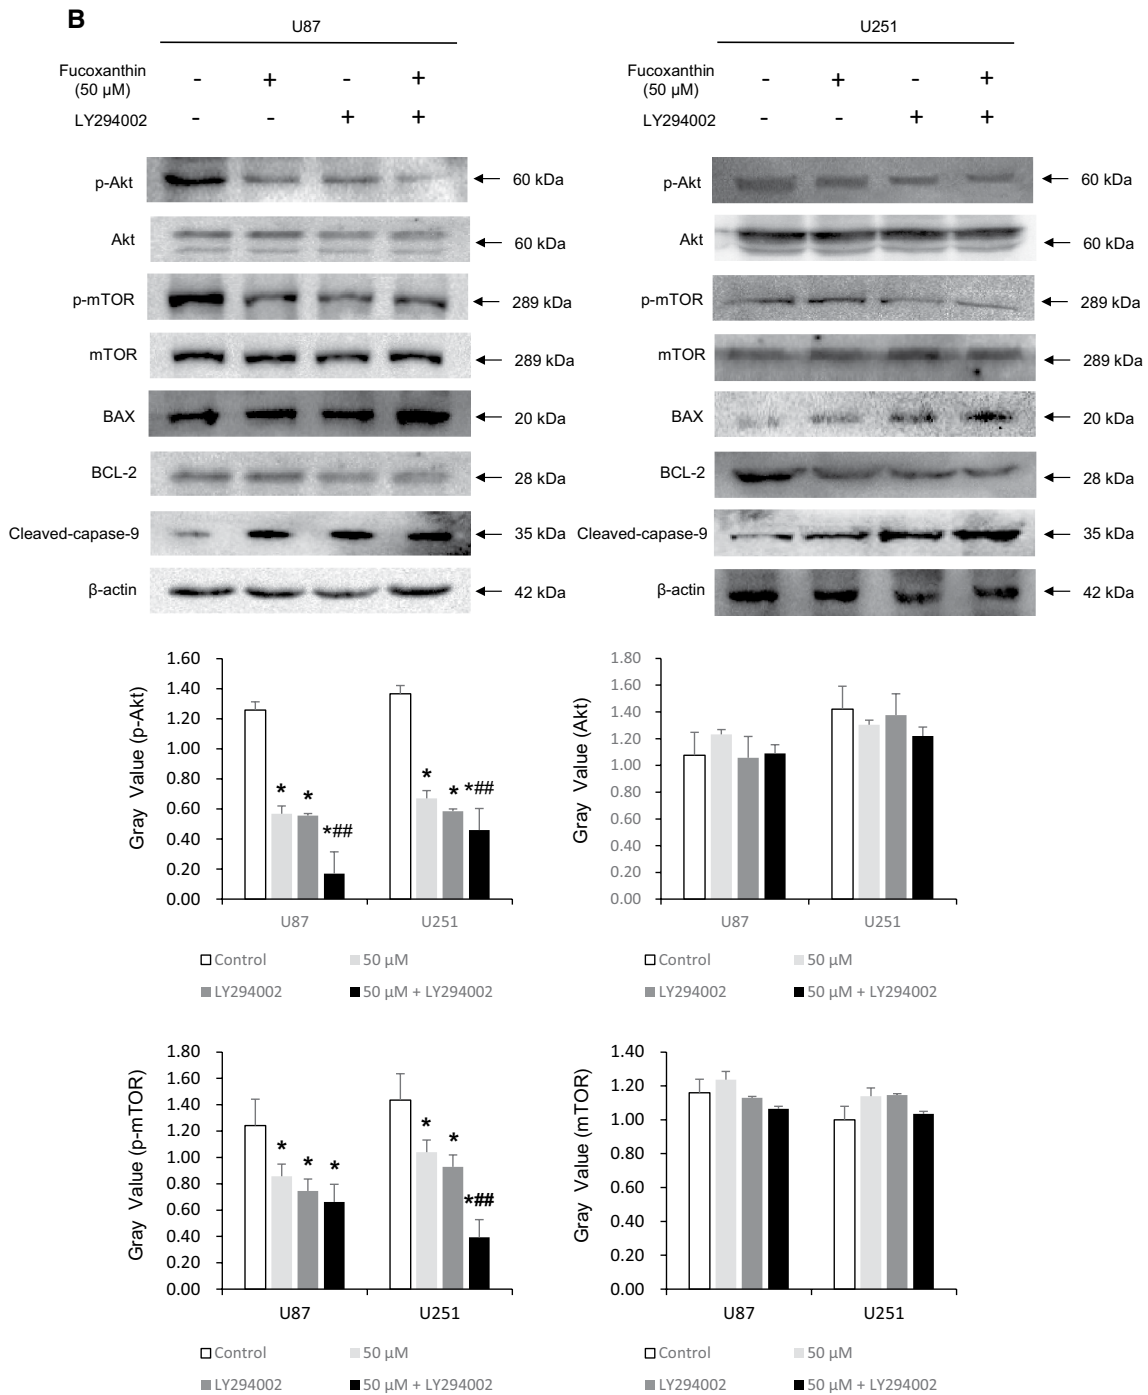 B
U87
Fucoxanthin
(50 μM)
- + - +
LY294002
- - + +
p-Akt
60 kDa
Akt
60 kDa
p-mTOR
289 kDa
mTOR
289 kDa
BAX
20 kDa
BCL-2
28 kDa
Cleaved-capase-9
35 kDa
β-actin
42 kDa
U251
Fucoxanthin
(50 μM)
- + - +
LY294002
- - + +
p-Akt
60 kDa
Akt
60 kDa
p-mTOR
289 kDa
mTOR
289 kDa
BAX
20 kDa
BCL-2
28 kDa
Cleaved-capase-9
35 kDa
β-actin
42 kDa
Gray Value (p-Akt)
1.60
1.40
1.20
1.00
0.80
0.60
0.40
0.20
0.00
* * *##
* * *##
U87 U251
Control 50 μM
LY294002 50 μM + LY294002
Gray Value (Akt)
1.80
1.60
1.40
1.20
1.00
0.80
0.60
0.40
0.20
0.00
U87 U251
Control 50 μM
LY294002 50 μM + LY294002
Gray Value (p-mTOR)
1.80
1.60
1.40
1.20
1.00
0.80
0.60
0.40
0.20
0.00
* * *
* * *##
U87 U251
Control 50 μM
LY294002 50 μM + LY294002
Gray Value (mTOR)
1.40
1.20
1.00
0.80
0.60
0.40
0.20
0.00
U87 U251
Control 50 μM
LY294002 50 μM + LY294002